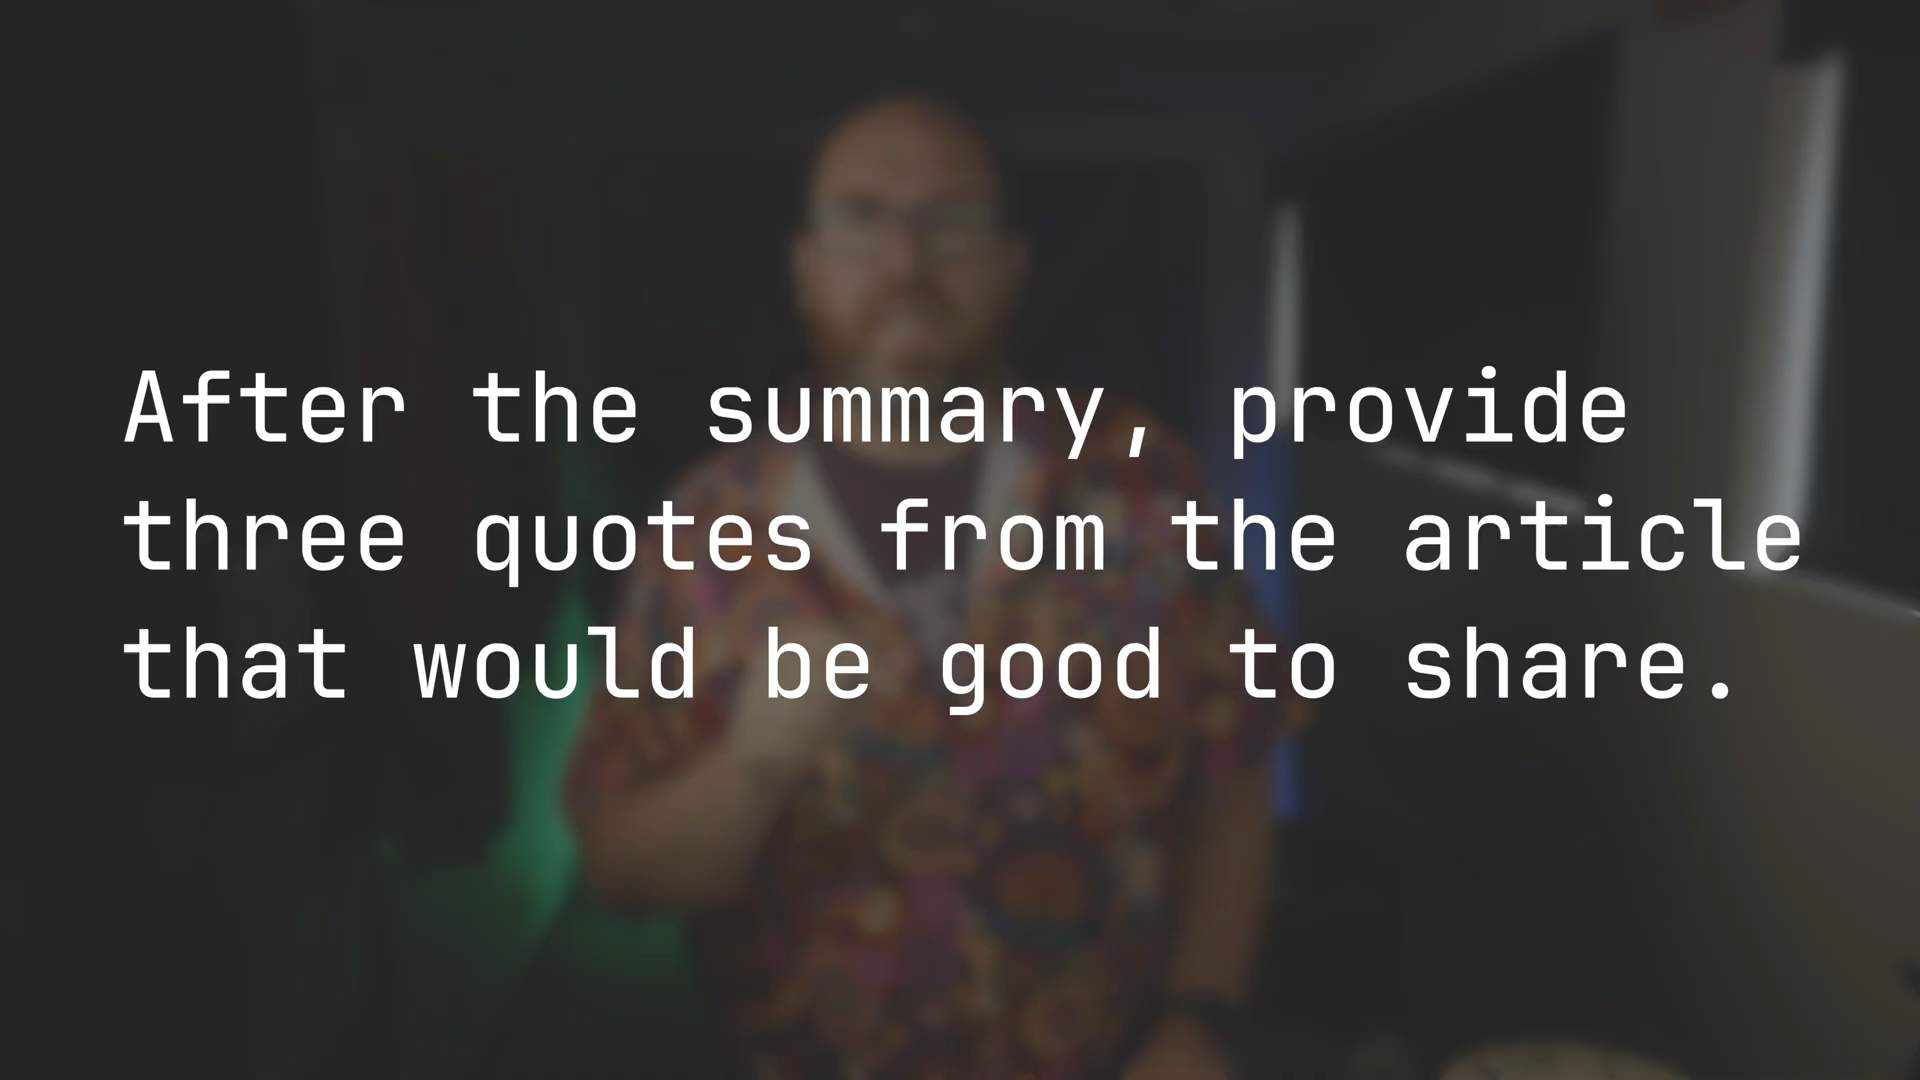 After the summary, provide
three quotes from the article
that would be good to share.